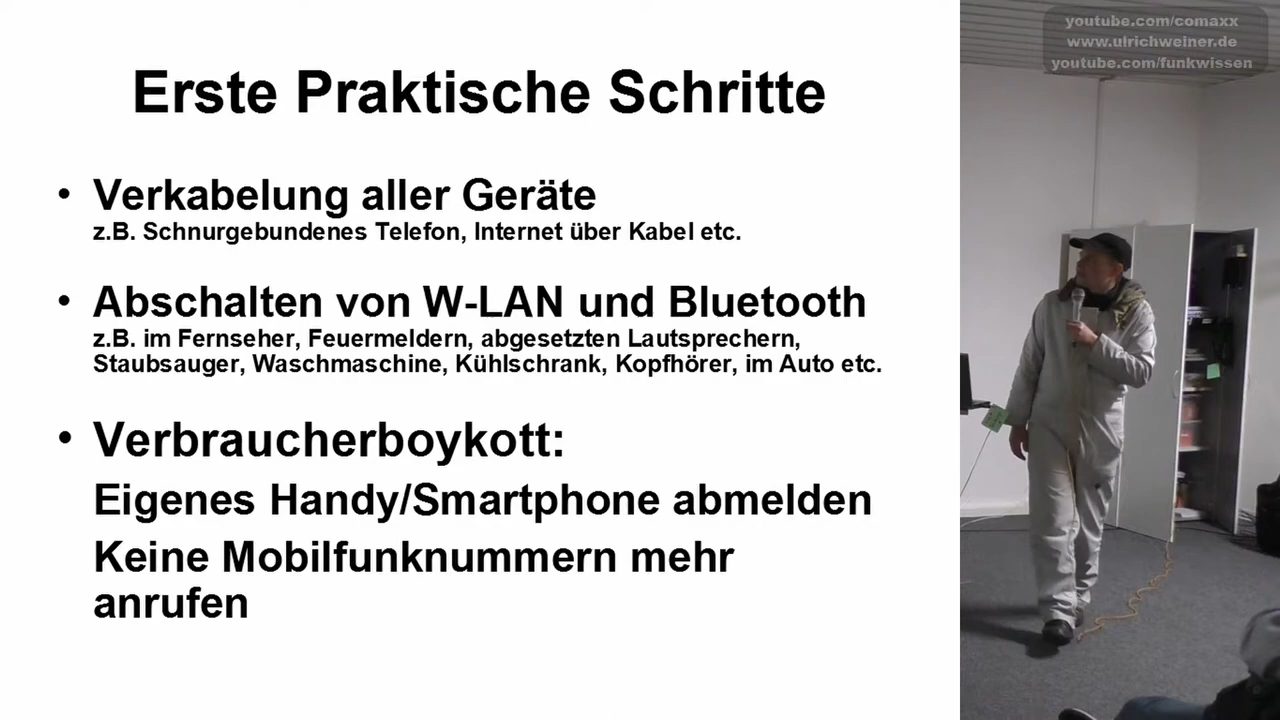 youtube.com/comaxx
www.ulrichweiner.de
youtube.com/funkwissen
Erste Praktische Schritte
• Verkabelung aller Geräte
z.B. Schnurgebundenes Telefon, Internet über Kabel etc.
• Abschalten von W-LAN und Bluetooth
z.B. im Fernseher, Feuermeldern, abgesetzten Lautsprechern,
Staubsauger, Waschmaschine, Kühlschrank, Kopfhörer, im Auto etc.
• Verbraucherboykott:
Eigenes Handy/Smartphone abmelden
Keine Mobilfunknummern mehr
anrufen